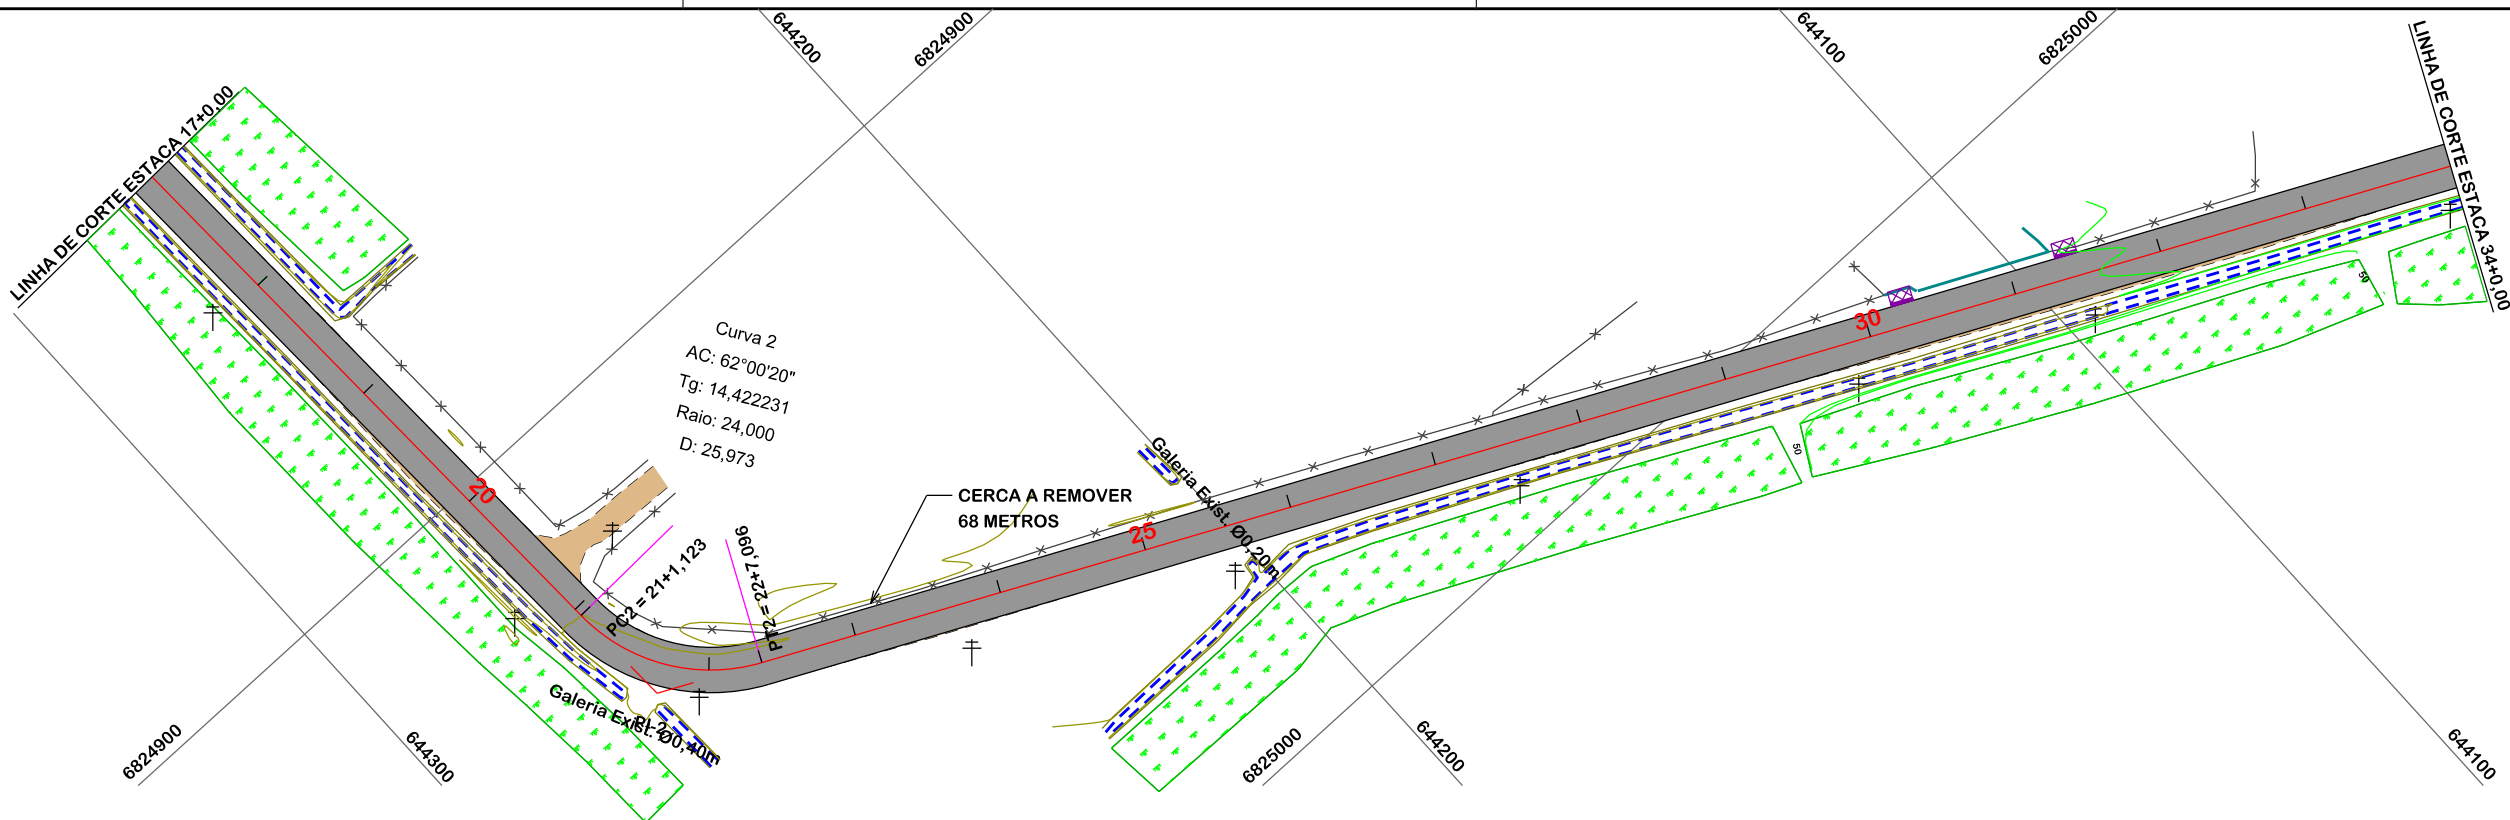 644200
6824900
644100
6825000
LINHA DE CORTE ESTACA 17+0,00
LINHA DE CORTE ESTACA 34+0,00
Curva 2
AC: 62°00'20"
Tg: 14,422231
Raio: 24,000
D: 25,973
20
25
30
CERCA A REMOVER
68 METROS
Galeria Exist. Ø0,20m
PC2 = 21+1,123
PT2 = 22+7,096
PI-2
Galeria Exist. Ø0,40m
50
50
6824900
644300
6825000
644200
644100